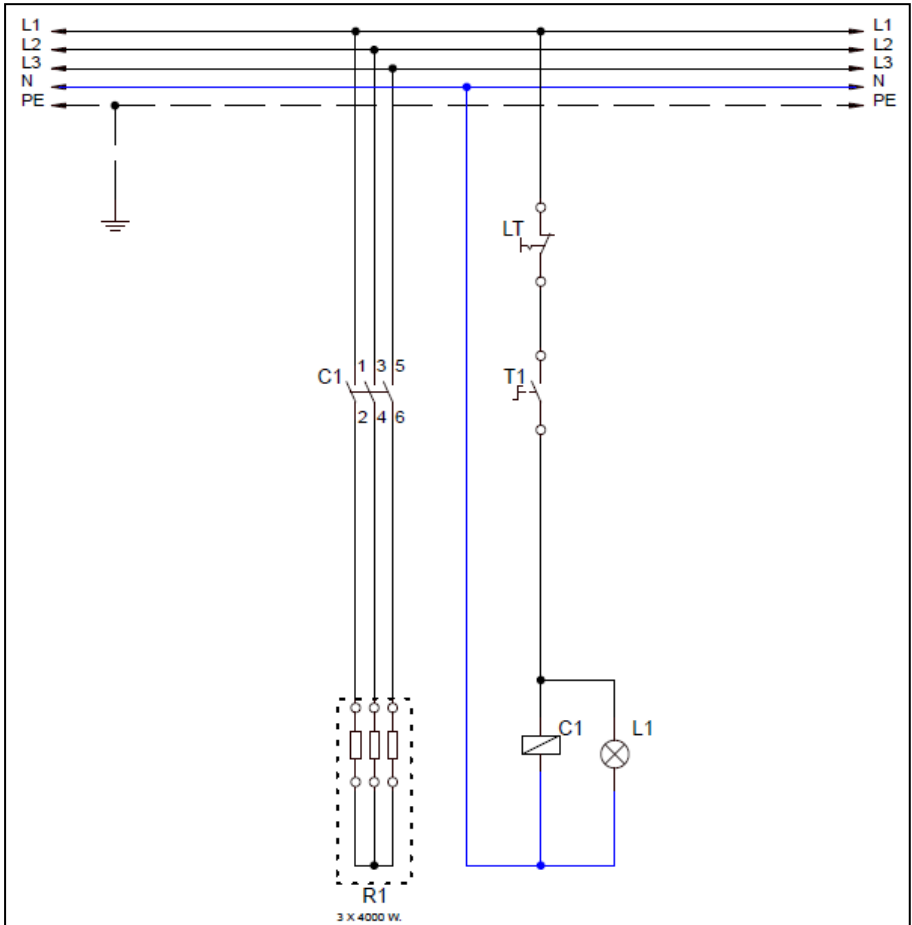 L1 L1
L2 L2
L3 L3
N N
PE PE
LT
C1 1 3 5 T1
2 4 6
C1 L1
R1
3 X 4000 W.